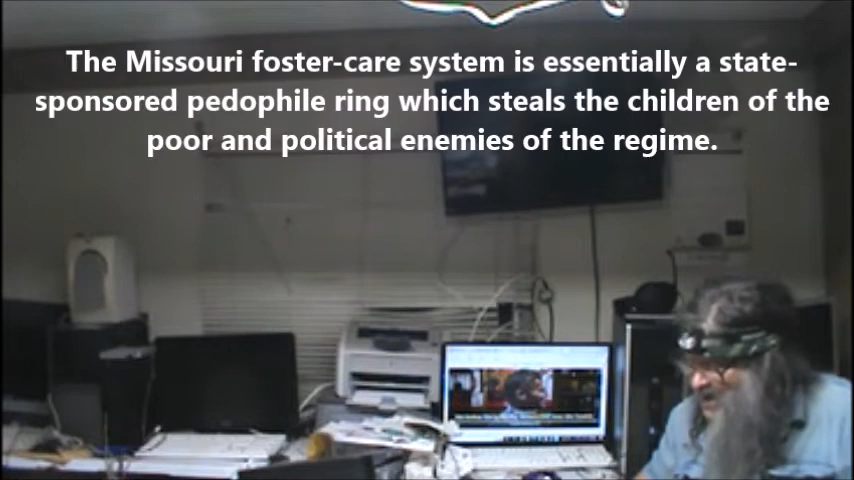 The Missouri foster-care system is essentially a state-
sponsored pedophile ring which steals the children of the
poor and political enemies of the regime.